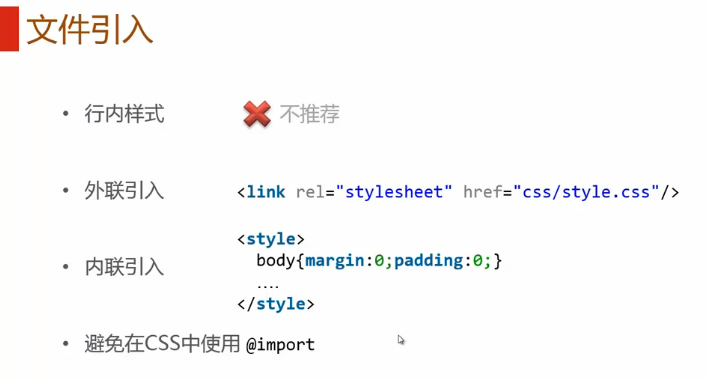 文件引入
• 行内样式 不推荐
• 外联引入 <link rel="stylesheet" href="css/style.css"/>
<style>
body{margin:0;padding:0;}
• 内联引入
....
</style>
• 避免在CSS中使用 @import